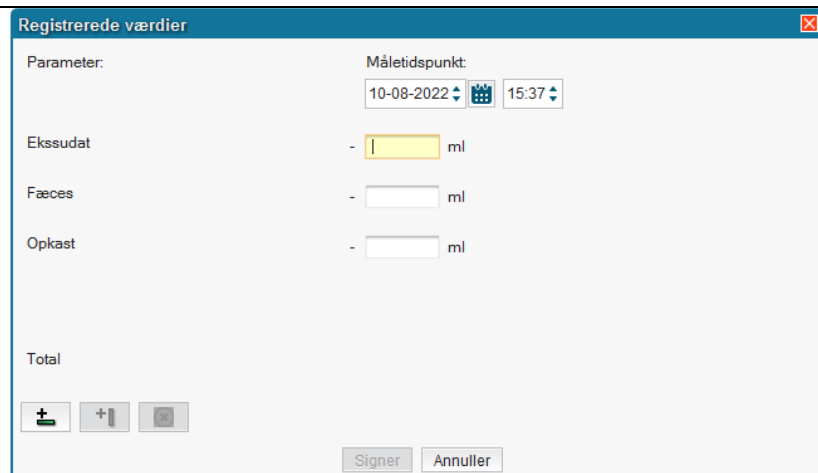 Registrerede værdier
Parameter: Måletidspunkt:
10-08-2022 15:37
Ekssudat - ml
Fæces - ml
Opkast - ml
Total
Signer Annuller